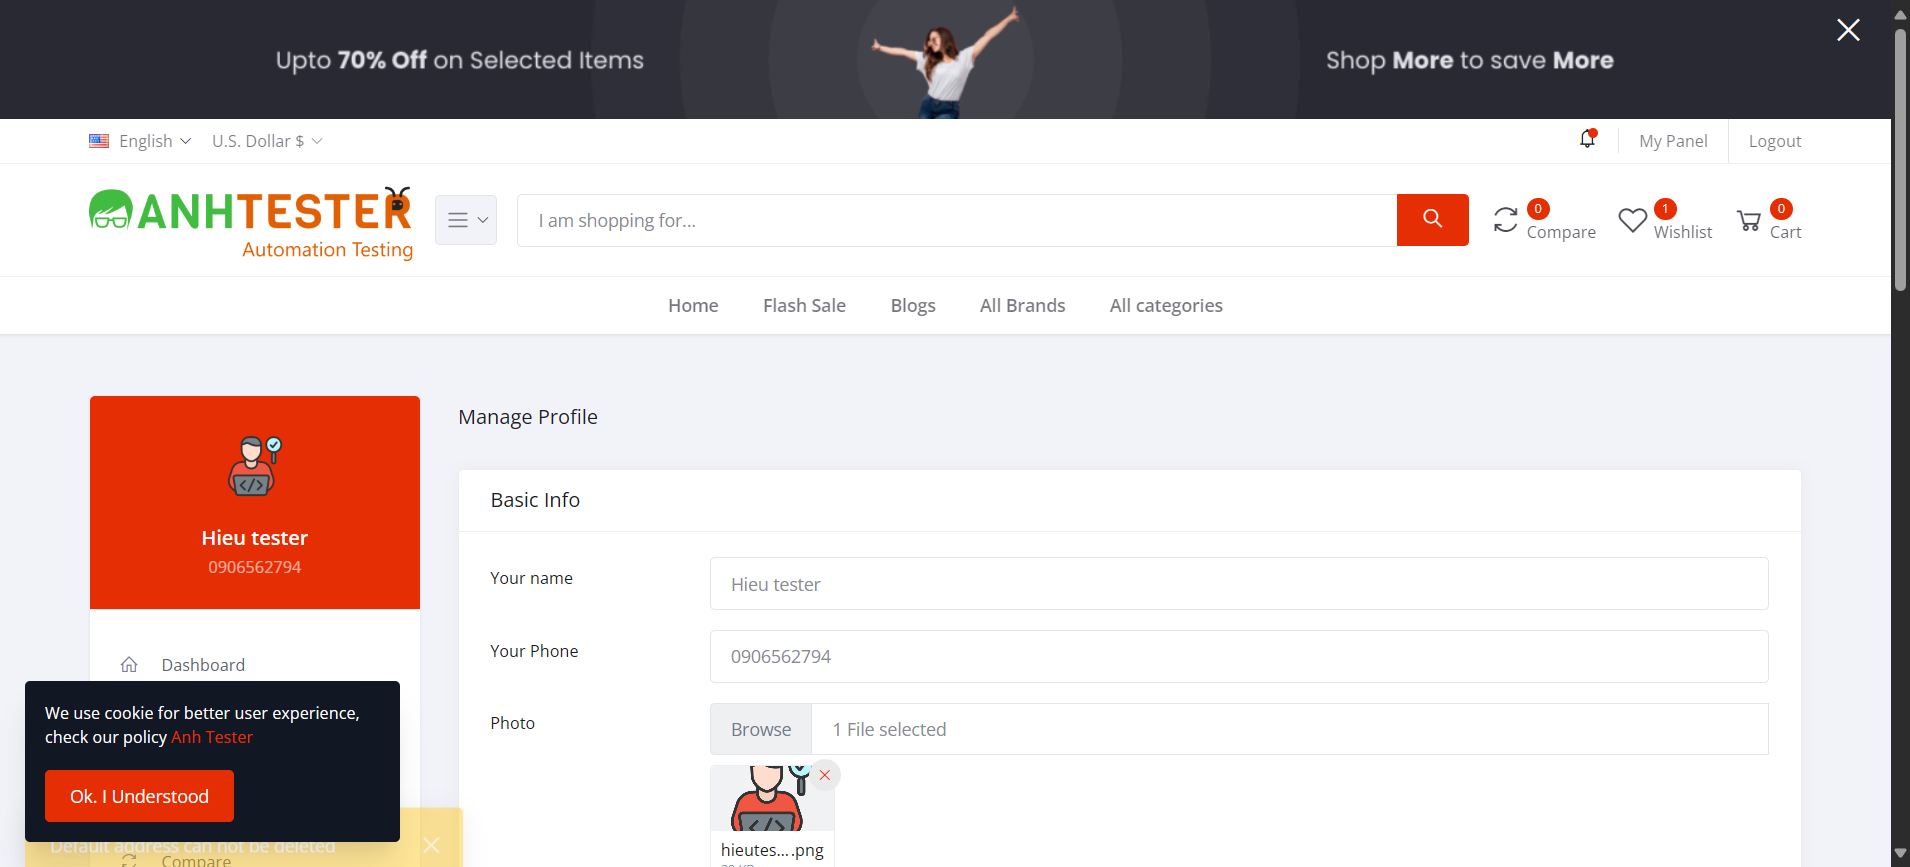 Upto 70% Off on Selected Items
Shop More to save More
English
U.S. Dollar $
My Panel
Logout
ANHTESTER
Automation Testing
I am shopping for...
0
Compare
1
Wishlist
0
Cart
Home
Flash Sale
Blogs
All Brands
All categories
Hieu tester
0906562794
Dashboard
Manage Profile
Basic Info
Your name
Hieu tester
Your Phone
0906562794
Photo
Browse
1 File selected
hieutes....png
We use cookie for better user experience,
check our policy Anh Tester
Ok. I Understood
Default address can not be deleted
Compare